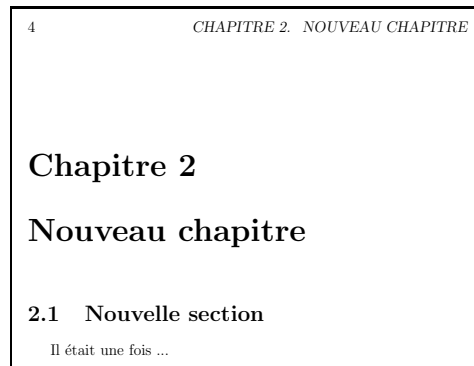 4 CHAPITRE 2. NOUVEAU CHAPITRE
Chapitre 2
Nouveau chapitre
2.1 Nouvelle section
Il était une fois ...